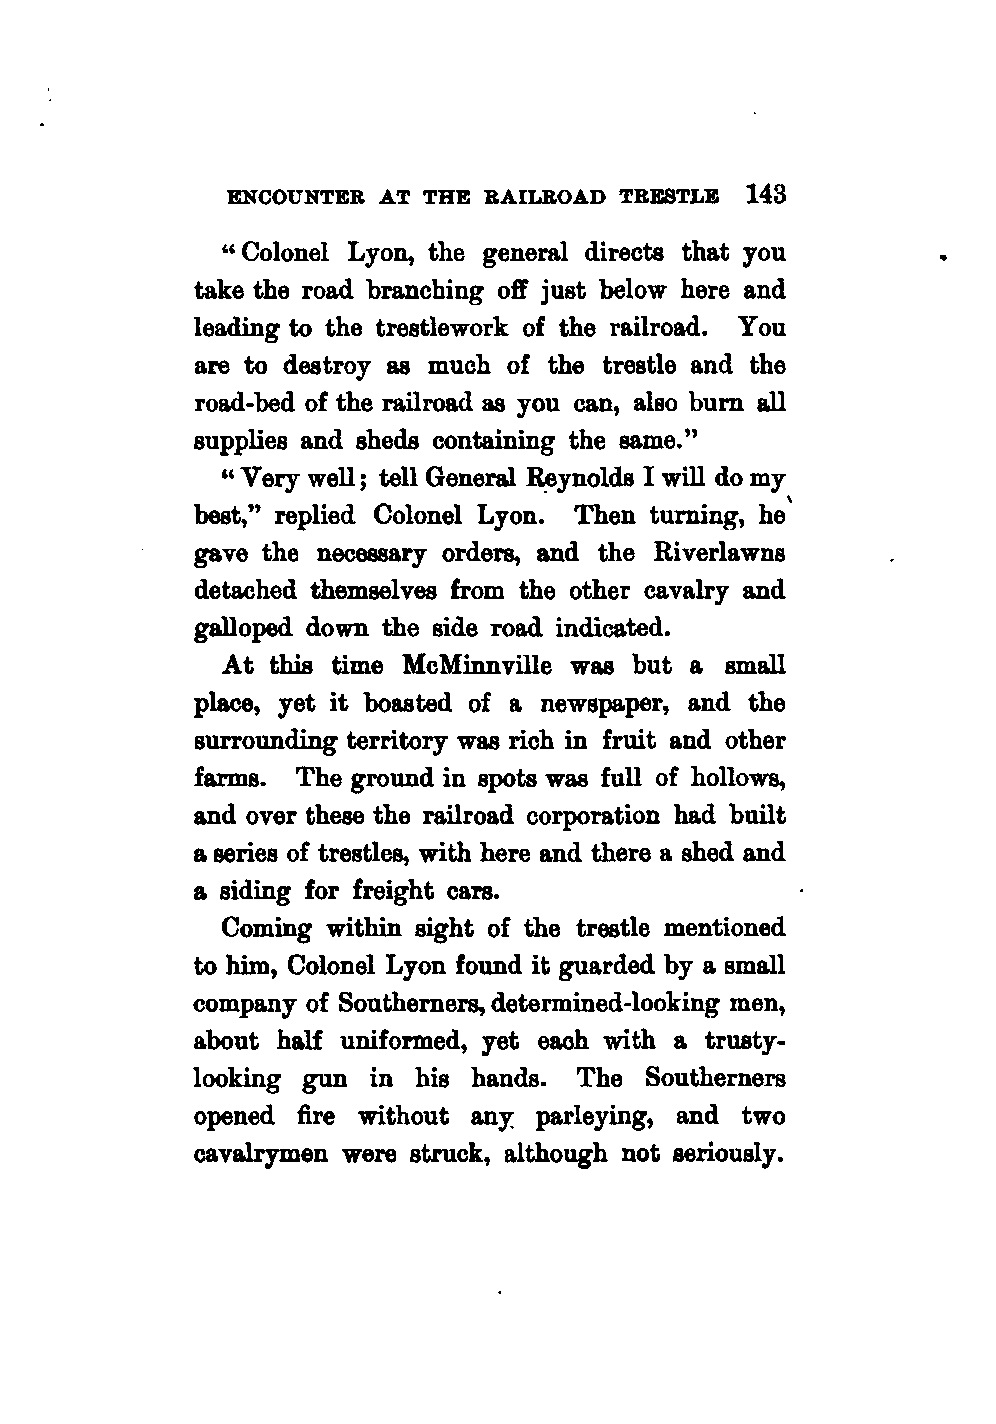 ENCOUNTER AT THE RAILROAD TRESTLE 143
“Colonel Lyon, the general directs that you
take the road branching off just below here and
leading to the trestlework of the railroad. You
are to destroy as much of the trestle and the
road-bed of the railroad as you can, also burn all
supplies and sheds containing the same.”
“Very well; tell General Reynolds I will do my
best,” replied Colonel Lyon. Then turning, he
gave the necessary orders, and the Riverlawns
detached themselves from the other cavalry and
galloped down the side road indicated.
At this time McMinnville was but a small
place, yet it boasted of a newspaper, and the
surrounding territory was rich in fruit and other
farms. The ground in spots was full of hollows,
and over these the railroad corporation had built
a series of trestles, with here and there a shed and
a siding for freight cars.
Coming within sight of the trestle mentioned
to him, Colonel Lyon found it guarded by a small
company of Southerners, determined-looking men,
about half uniformed, yet each with a trusty-
looking gun in his hands. The Southerners
opened fire without any parleying, and two
cavalrymen were struck, although not seriously.